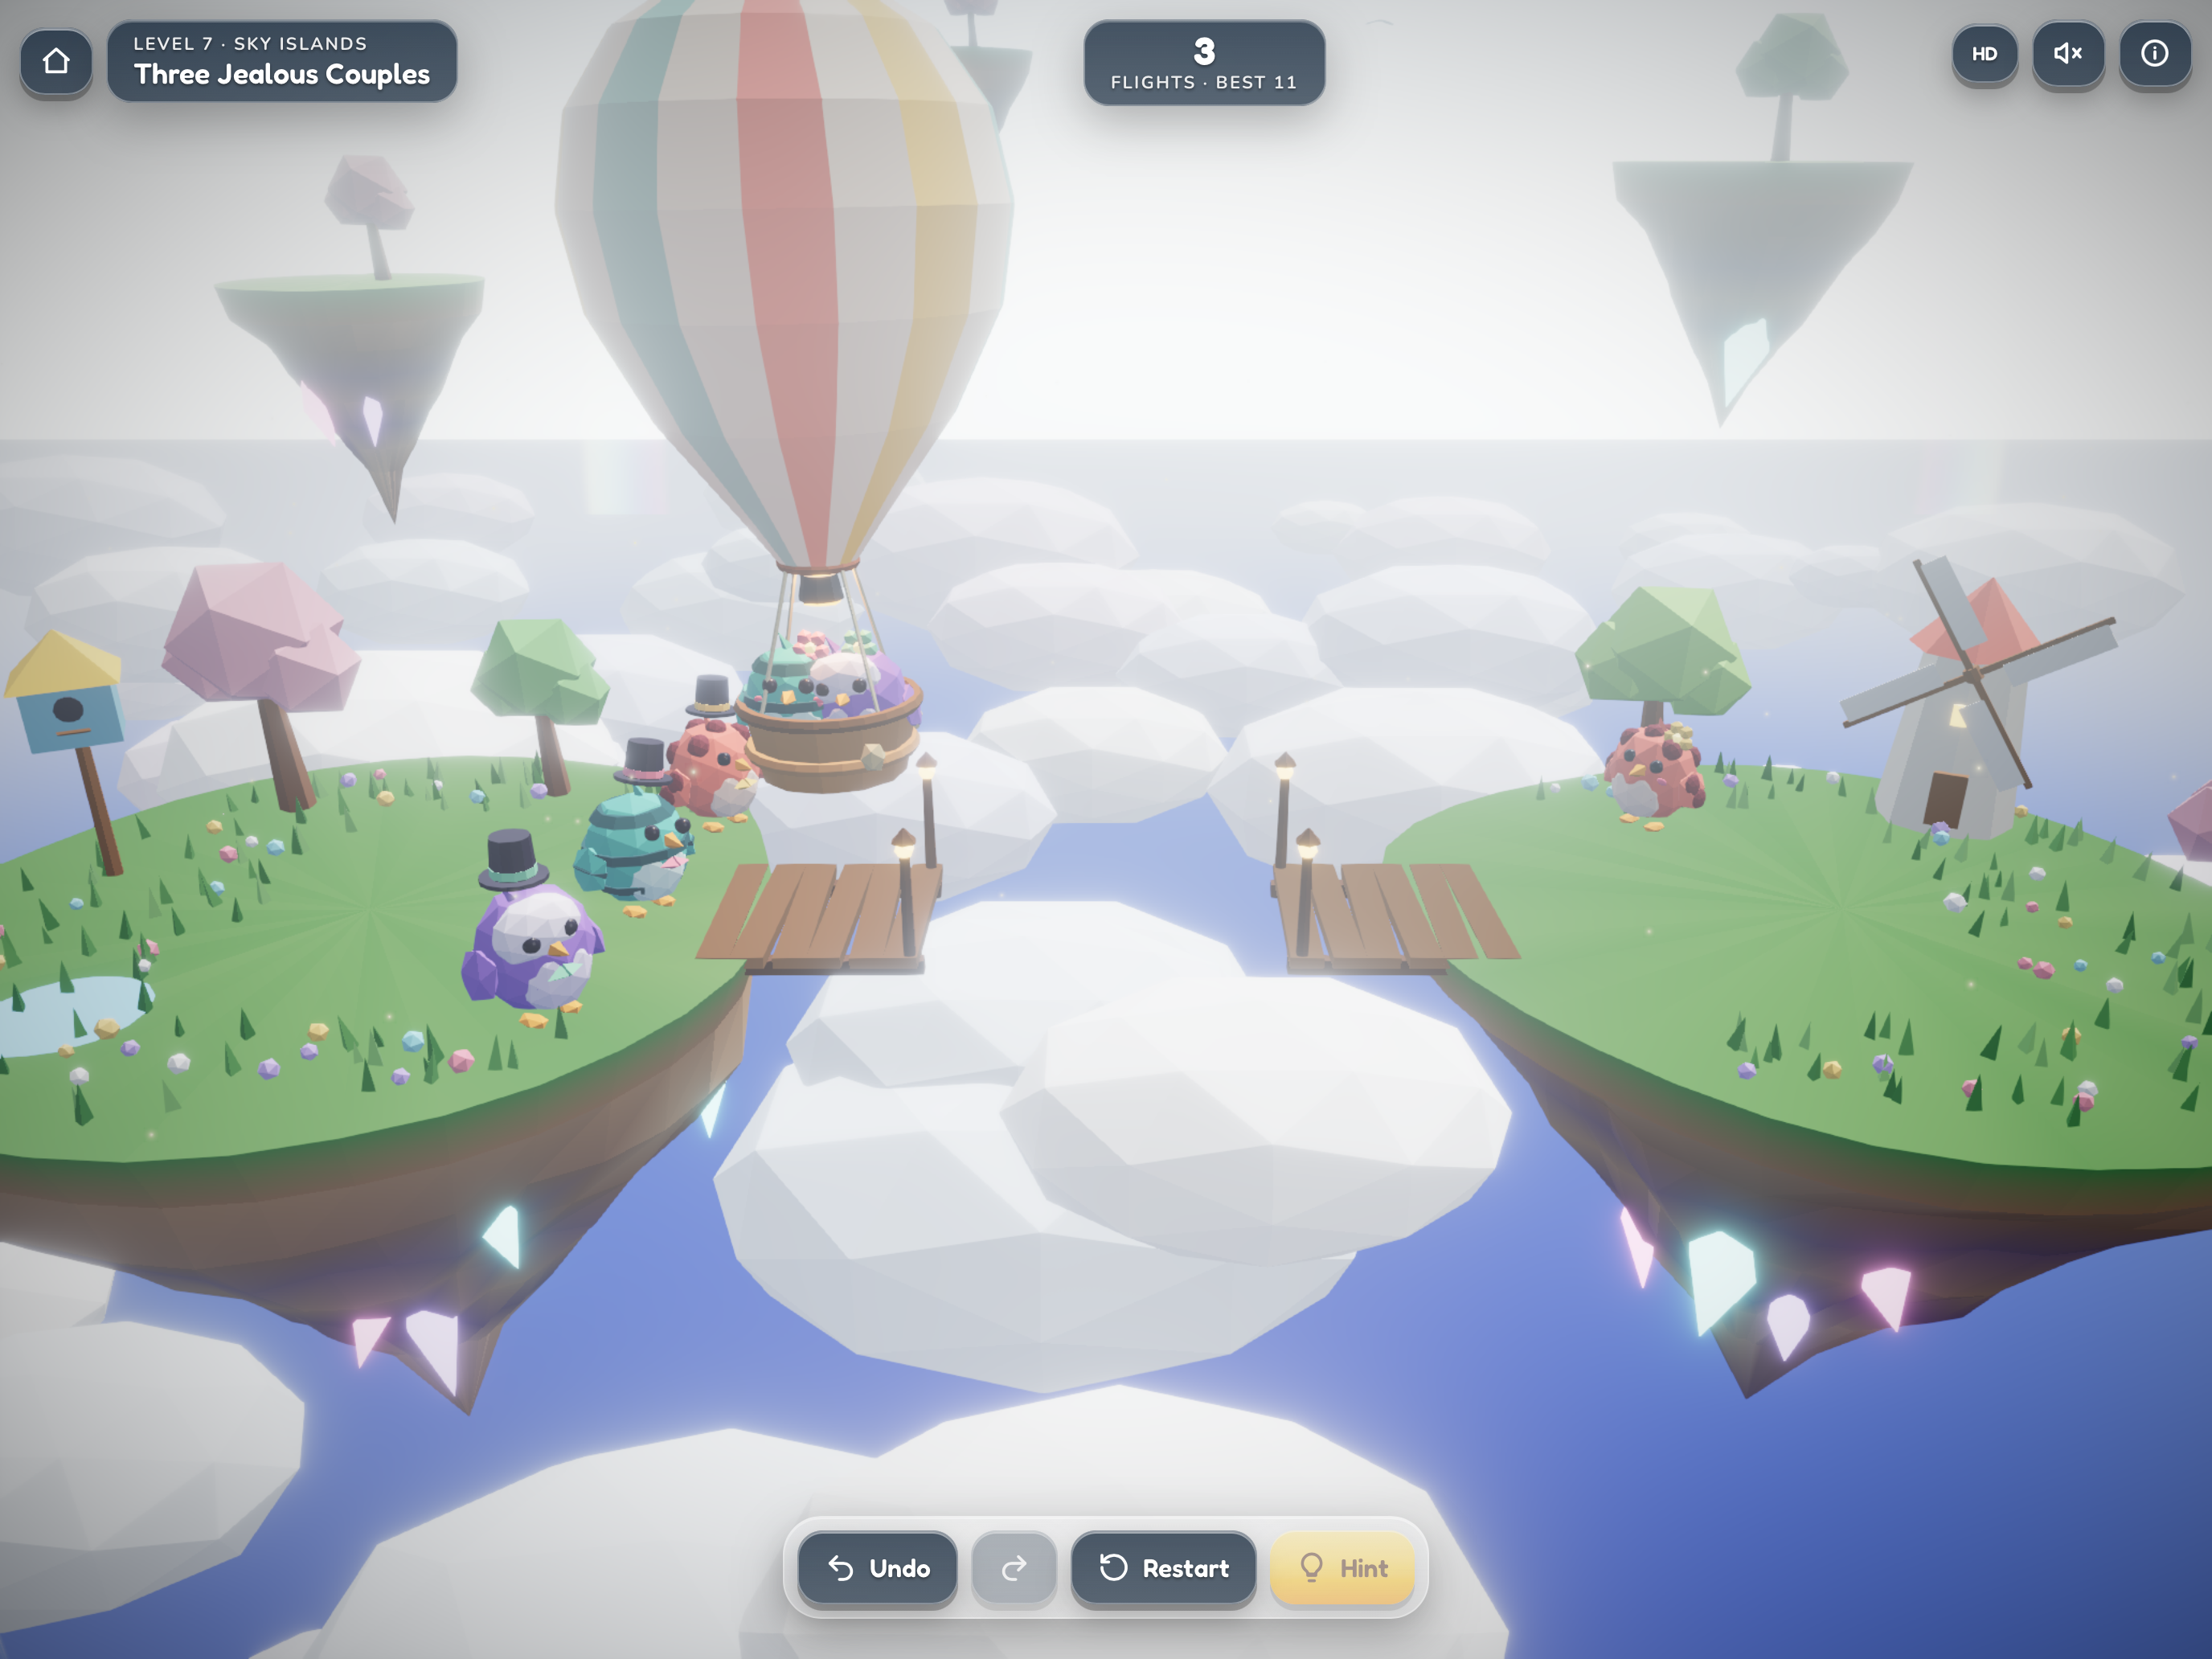 LEVEL 7 · SKY ISLANDS
Three Jealous Couples
3
FLIGHTS · BEST 11
HD
Undo
Restart
Hint